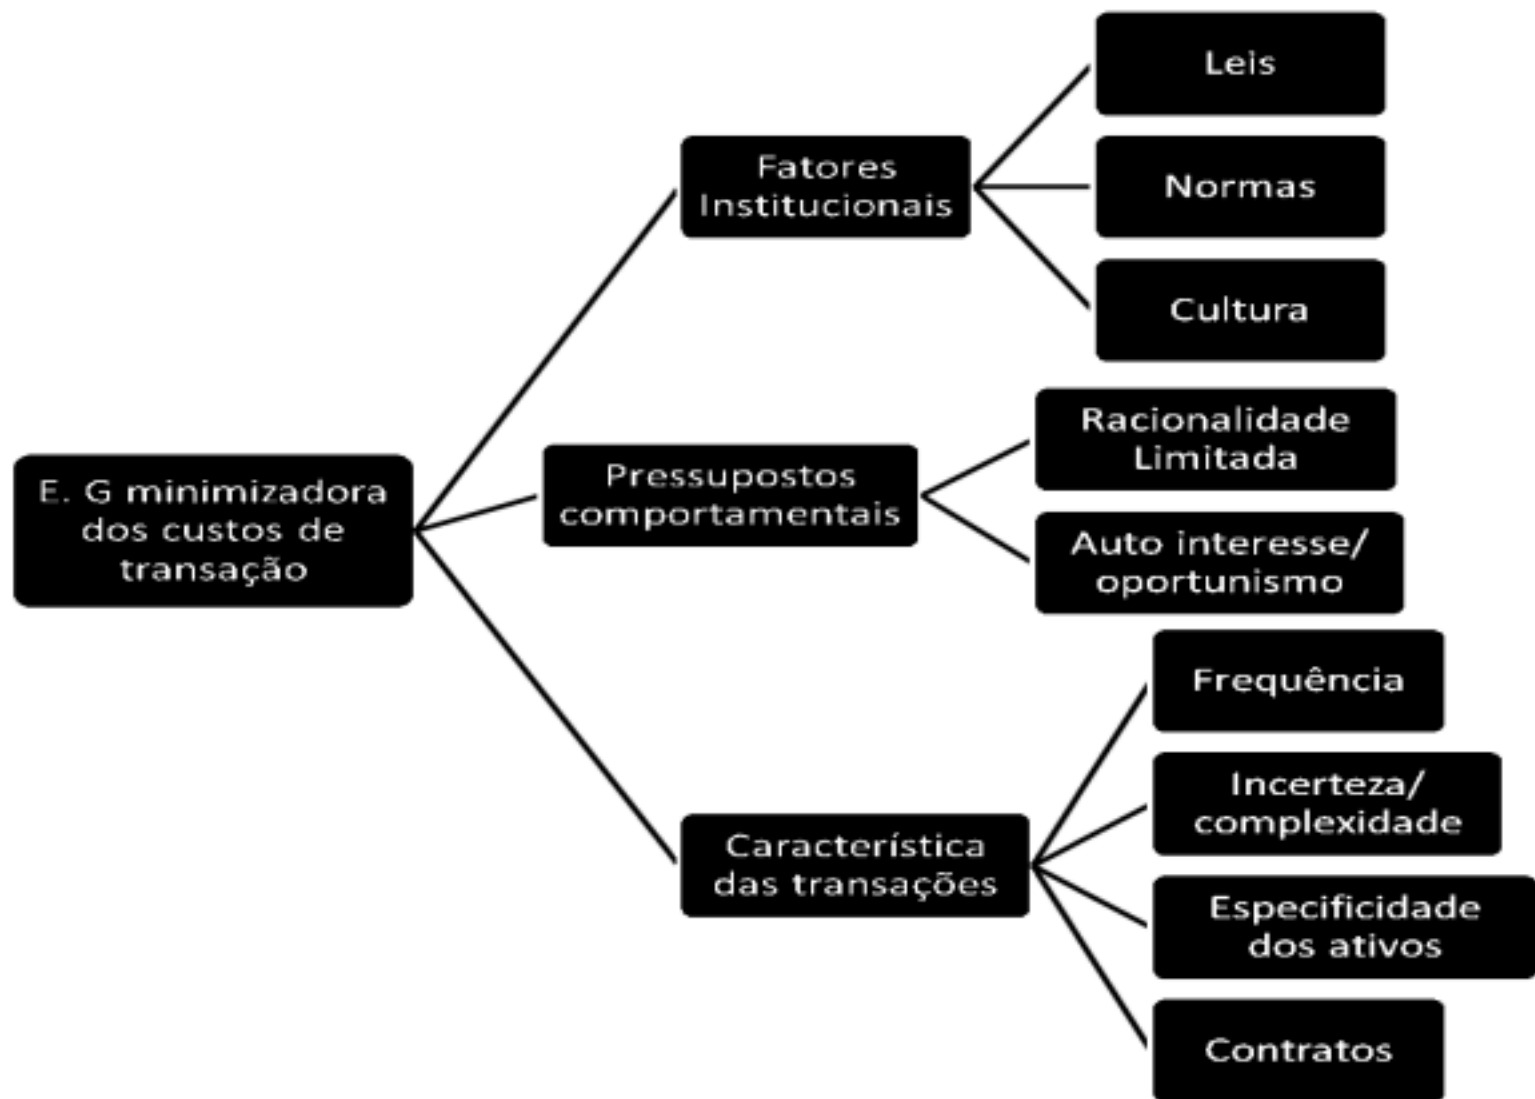 Leis
Fatores
Institucionais
Normas
Cultura
Racionalidade
Limitada
Pressupostos
comportamentais
E. G minimizadora
dos custos de
transação
Auto interesse/
oportunismo
Frequência
Incerteza/
complexidade
Característica
das transações
Especificidade
dos ativos
Contratos